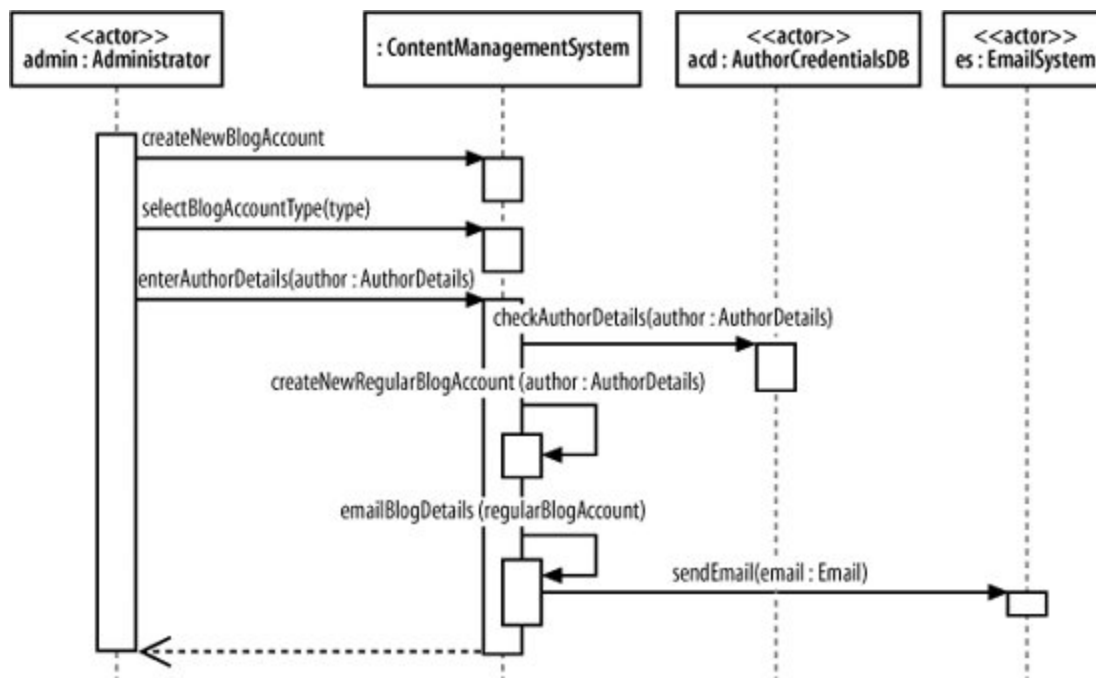 <<actor>>
admin : Administrator
: ContentManagementSystem
<<actor>>
acd : AuthorCredentialsDB
<<actor>>
es : EmailSystem
createNewBlogAccount
selectBlogAccountType(type)
enterAuthorDetails(author : AuthorDetails)
checkAuthorDetails(author : AuthorDetails)
createNewRegularBlogAccount (author : AuthorDetails)
emailBlogDetails (regularBlogAccount)
sendEmail(email : Email)